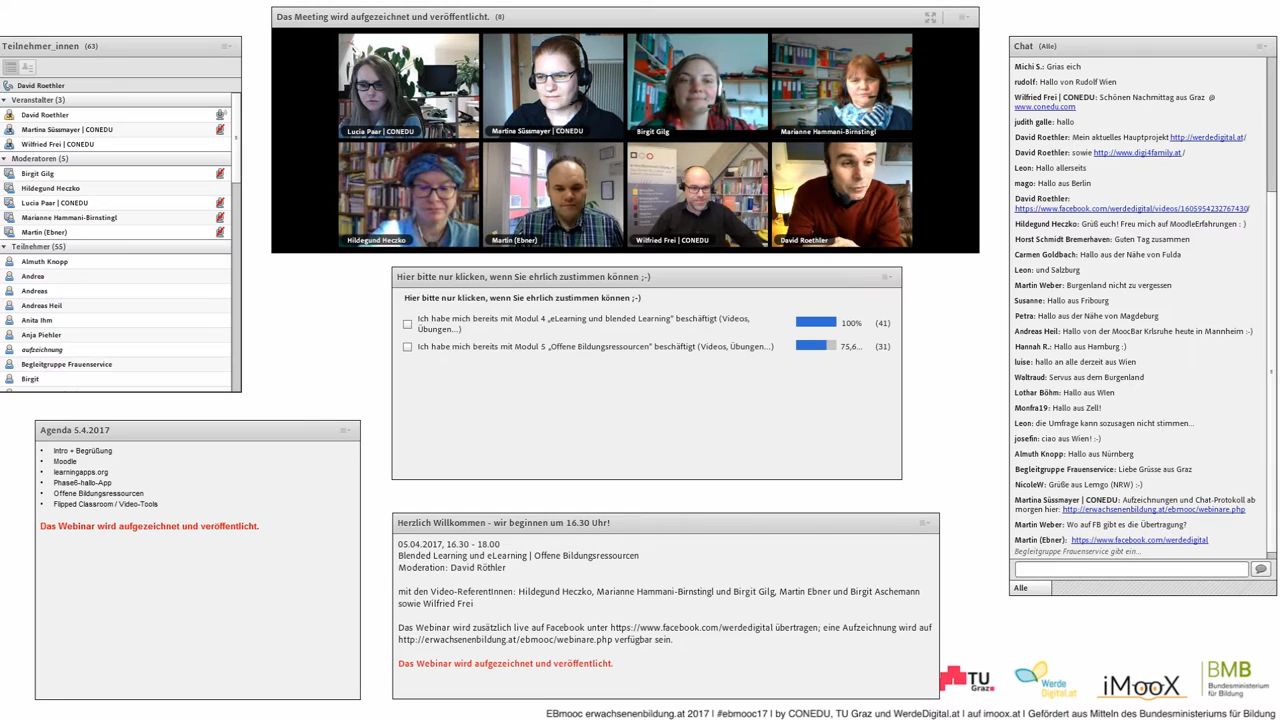 Das Meeting wird aufgezeichnet und veröffentlicht. (8)
Lucia Paar | CONEDU
Martina Süssmayer | CONEDU
Birgit Gilg
Marianne Hammani-Birnstingl
Hildegund Heczko
Martin (Ebner)
Wilfried Frei | CONEDU
David Roethler
Teilnehmer_innen (63)
David Roethler
Veranstalter (3)
David Roethler
Martina Süssmayer | CONEDU
Wilfried Frei | CONEDU
Moderatoren (5)
Birgit Gilg
Hildegund Heczko
Lucia Paar | CONEDU
Marianne Hammani-Birnstingl
Martin (Ebner)
Teilnehmer (55)
Almuth Knopp
Andrea
Andreas
Andreas Heil
Anita Ihm
Anja Piehler
aufzeichnung
Begleitgruppe Frauenservice
Birgit
Hier bitte nur klicken, wenn Sie ehrlich zustimmen können ;-)
Hier bitte nur klicken, wenn Sie ehrlich zustimmen können ;-)
Ich habe mich bereits mit Modul 4 „eLearning und blended Learning" beschäftigt (Videos,
Übungen...)
100% (41)
Ich habe mich bereits mit Modul 5 „Offene Bildungsressourcen" beschäftigt (Videos, Übungen...)
75,6... (31)
Agenda 5.4.2017
• Intro + Begrüßung
• Moodle
• learningapps.org
• Phase6-hallo-App
• Offene Bildungsressourcen
• Flipped Classroom / Video-Tools
Das Webinar wird aufgezeichnet und veröffentlicht.
Herzlich Willkommen - wir beginnen um 16.30 Uhr!
05.04.2017, 16.30 - 18.00
Blended Learning und eLearning | Offene Bildungsressourcen
Moderation: David Röthler
mit den Video-ReferentInnen: Hildegund Heczko, Marianne Hammani-Birnstingl und Birgit Gilg, Martin Ebner und Birgit Aschemann
sowie Wilfried Frei
Das Webinar wird zusätzlich live auf Facebook unter https://www.facebook.com/werdedigital übertragen; eine Aufzeichnung wird auf
http://erwachsenenbildung.at/ebmooc/webinare.php verfügbar sein.
Das Webinar wird aufgezeichnet und veröffentlicht.
Chat (Alle)
Michi S.: Grias eich
rudolf: Hallo von Rudolf Wien
Wilfried Frei | CONEDU: Schönen Nachmittag aus Graz @
www.conedu.com
judith galle: hallo
David Roethler: Mein aktuelles Hauptprojekt http://werdedigital.at/
David Roethler: sowie http://www.digi4family.at /
Leon: Hallo allerseits
mago: Hallo aus Berlin
David Roethler:
https://www.facebook.com/werdedigital/videos/1605954232767430/
Hildegund Heczko: Grüß euch! Freu mich auf MoodleErfahrungen : )
Horst Schmidt Bremerhaven: Guten Tag zusammen
Carmen Goldbach: Hallo aus der Nähe von Fulda
Leon: und Salzburg
Martin Weber: Burgenland nicht zu vergessen
Susanne: Hallo aus Fribourg
Petra: Hallo aus der Nähe von Magdeburg
Andreas Heil: Hallo von der MoocBar Krlsruhe heute in Mannheim :-)
Hannah R.: Hallo aus Hamburg :)
luise: hallo an alle derzeit aus Wien
Waltraud: Servus aus dem Burgenland
Lothar Böhm: Hallo aus WIen
Monfra19: Hallo aus Zell!
Leon: die Umfrage kann sozusagen nicht stimmen...
josefin: ciao aus Wien! :-)
Almuth Knopp: Hallo aus Nürnberg
Begleitgruppe Frauenservice: Liebe Grüsse aus Graz
NicoleW: Grüße aus Lemgo (NRW) :-)
Martina Süssmayer | CONEDU: Aufzeichnungen und Chat-Protokoll ab
morgen hier: http://erwachsenenbildung.at/ebmooc/webinare.php
Martin Weber: Wo auf FB gibt es die Übertragung?
Martin (Ebner): https://www.facebook.com/werdedigital
Begleitgruppe Frauenservice gibt ein...
Alle
TU
Graz
Werde
Digital.at
iMooX
BMB
Bundesministerium
für Bildung
EBmooc erwachsenenbildung.at 2017 I #ebmooc17 I by CONEDU, TU Graz und WerdeDigital.at I auf imoox.at I Gefördert aus Mitteln des Bundesministeriums für Bildung